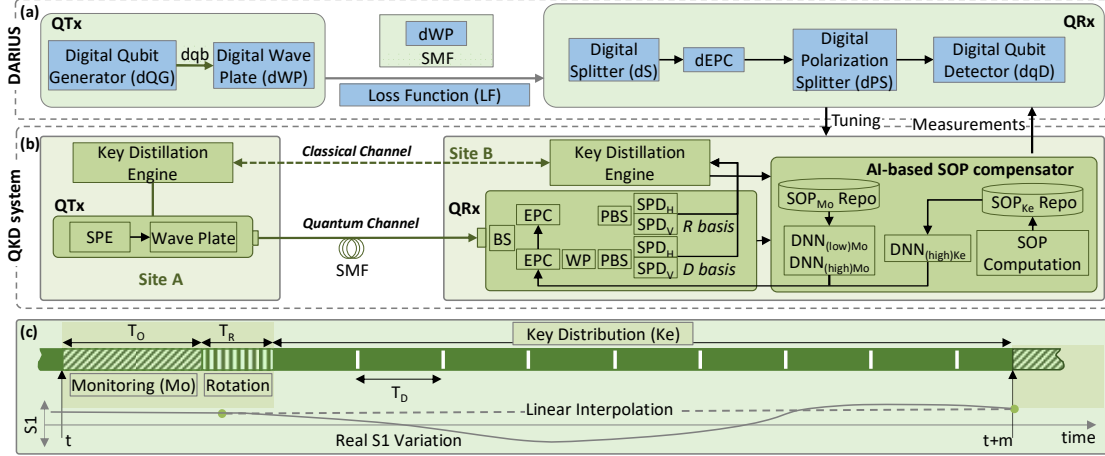 DARIUS
(a)
QTx
Digital Qubit
Generator (dQG)
dqb
Digital Wave
Plate (dWP)
dWP
SMF
Loss Function (LF)
QRx
Digital
Splitter (dS)
dEPC
Digital
Polarization
Splitter (dPS)
Digital Qubit
Detector (dqD)
Tuning
Measurements
QKD system
(b)
Key Distillation
Engine
Classical Channel
Site B
Key Distillation
Engine
QTx
SPE
Wave Plate
Site A
Quantum Channel
SMF
QRx
BS
EPC
EPC
WP
PBS
PBS
SPDH
SPDV
R basis
SPDH
SPDV
D basis
AI-based SOP compensator
SOPMo Repo
SOPKe Repo
DNN(low)Mo
DNN(high)Mo
DNN(high)Ke
SOP
Computation
(c)
TO
TR
Key Distribution (Ke)
Monitoring (Mo)
Rotation
TD
Linear Interpolation
S1
Real S1 Variation
t
t+m
time